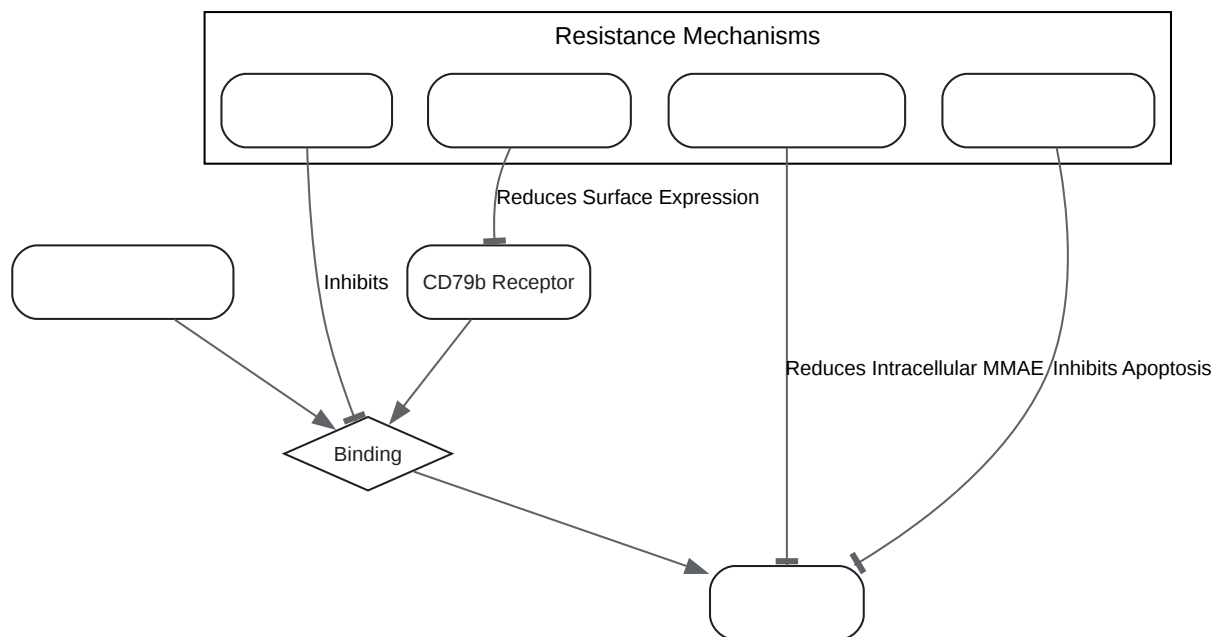 Resistance Mechanisms
Reduces Surface Expression
Inhibits
CD79b Receptor
Reduces Intracellular MMAE
Inhibits Apoptosis
Binding